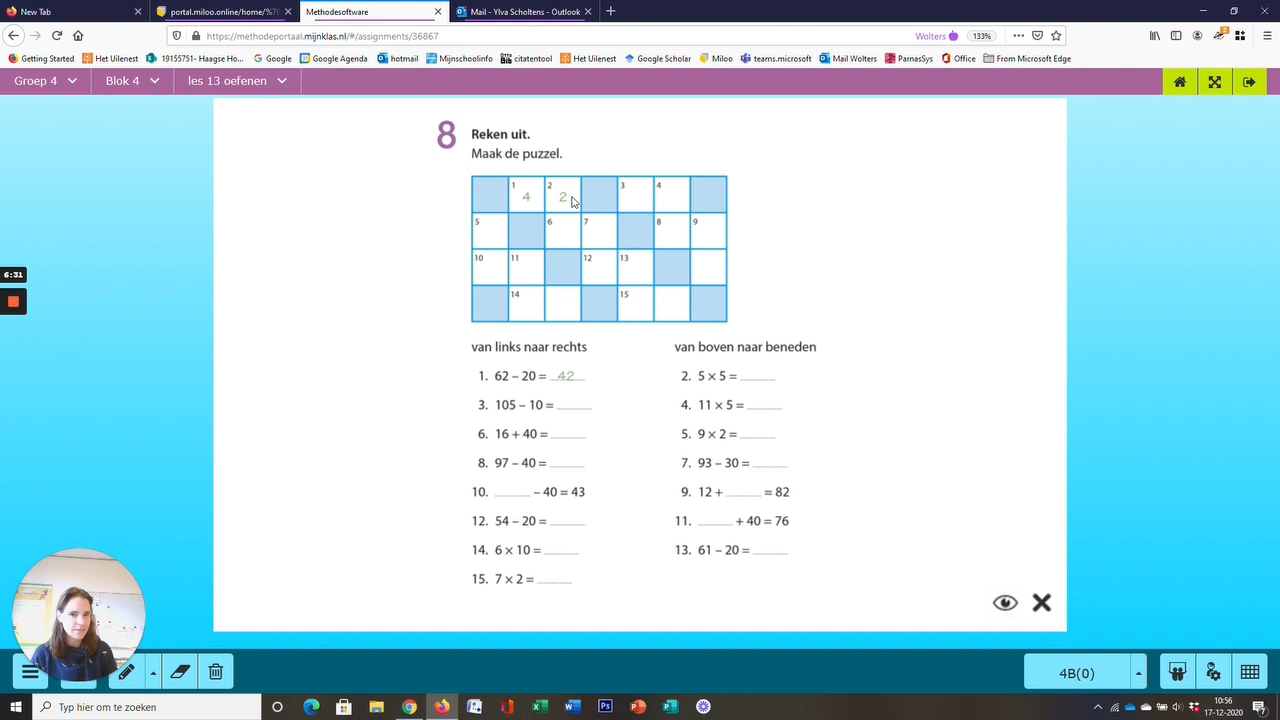 New Tab
portal.miloo.online/home/%7B
Methodesoftware
Mail - Ylva Scholtens - Outlook
https://methodeportaal.mijnklas.nl/#/assignments/36867
Wolters
133%
Getting Started
Het Uilenest
19155751- Haagse Ho...
Google
Google Agenda
hotmail
Mijnschoolinfo
citatentool
Het Uilenest
Google Scholar
Miloo
teams.microsoft
Mail Wolters
ParnasSys
Office
From Microsoft Edge
Groep 4
Blok 4
les 13 oefenen
8
Reken uit.
Maak de puzzel.
1 4 2 2 3 4
5 6 7 8 9
10 11 12 13
14 15
6:31
van links naar rechts
1. 62 – 20 = 42
3. 105 – 10 =
6. 16 + 40 =
8. 97 – 40 =
10. – 40 = 43
12. 54 – 20 =
14. 6 × 10 =
15. 7 × 2 =
van boven naar beneden
2. 5 × 5 =
4. 11 × 5 =
5. 9 × 2 =
7. 93 – 30 =
9. 12 + = 82
11. + 40 = 76
13. 61 – 20 =
4B(0)
Typ hier om te zoeken
10:56
17-12-2020